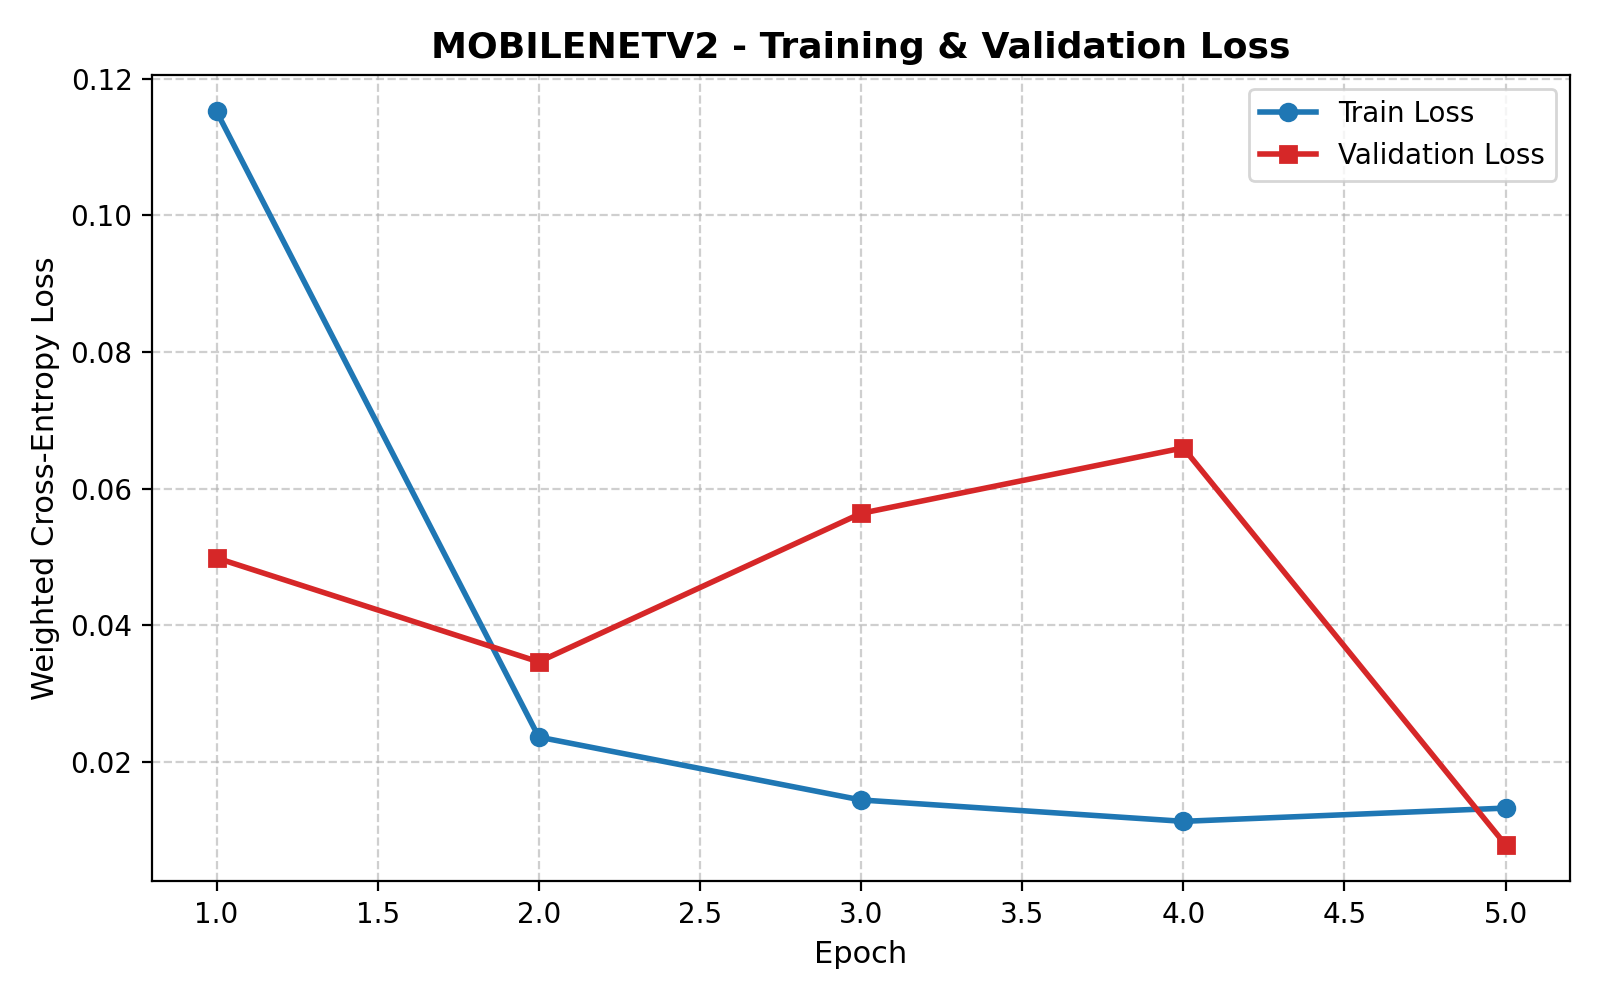 MOBILENETV2 - Training & Validation Loss
Train Loss
Validation Loss
Weighted Cross-Entropy Loss
0.12
0.10
0.08
0.06
0.04
0.02
1.0 1.5 2.0 2.5 3.0 3.5 4.0 4.5 5.0
Epoch